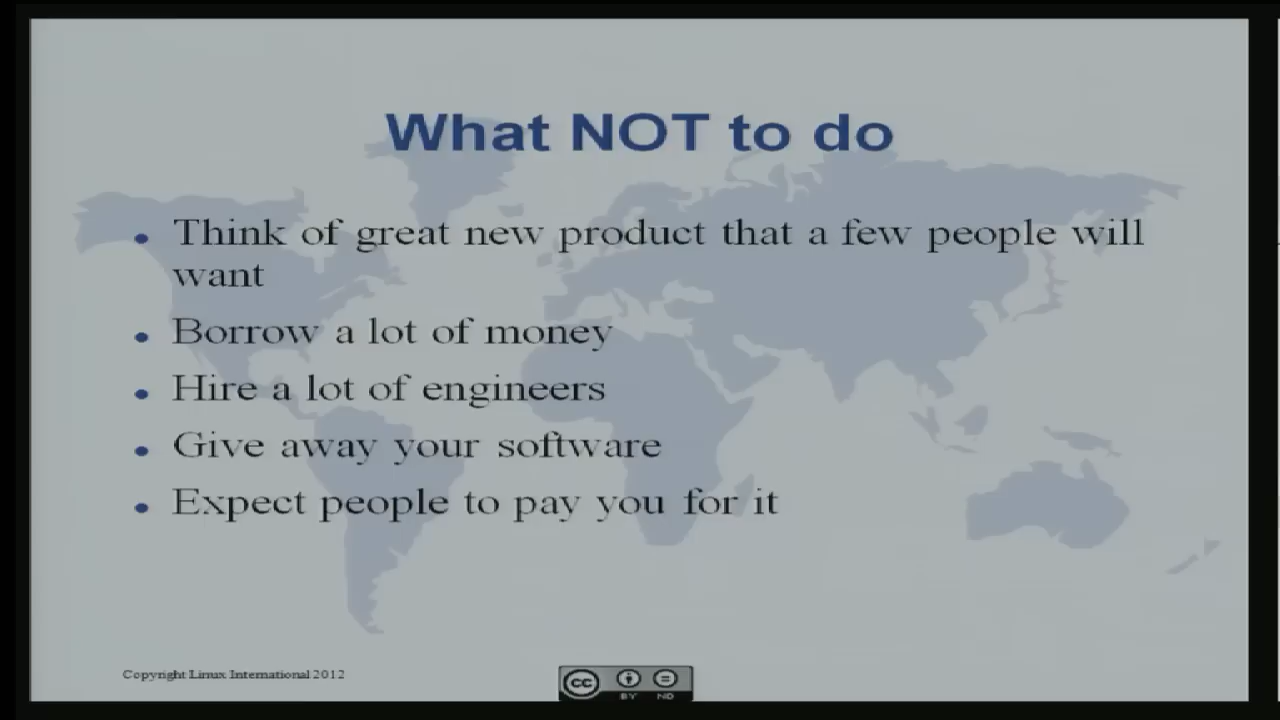 What NOT to do
Think of great new product that a few people will
want
Borrow a lot of money
Hire a lot of engineers
Give away your software
Expect people to pay you for it
Copyright Linux International 2012
CC BY ND